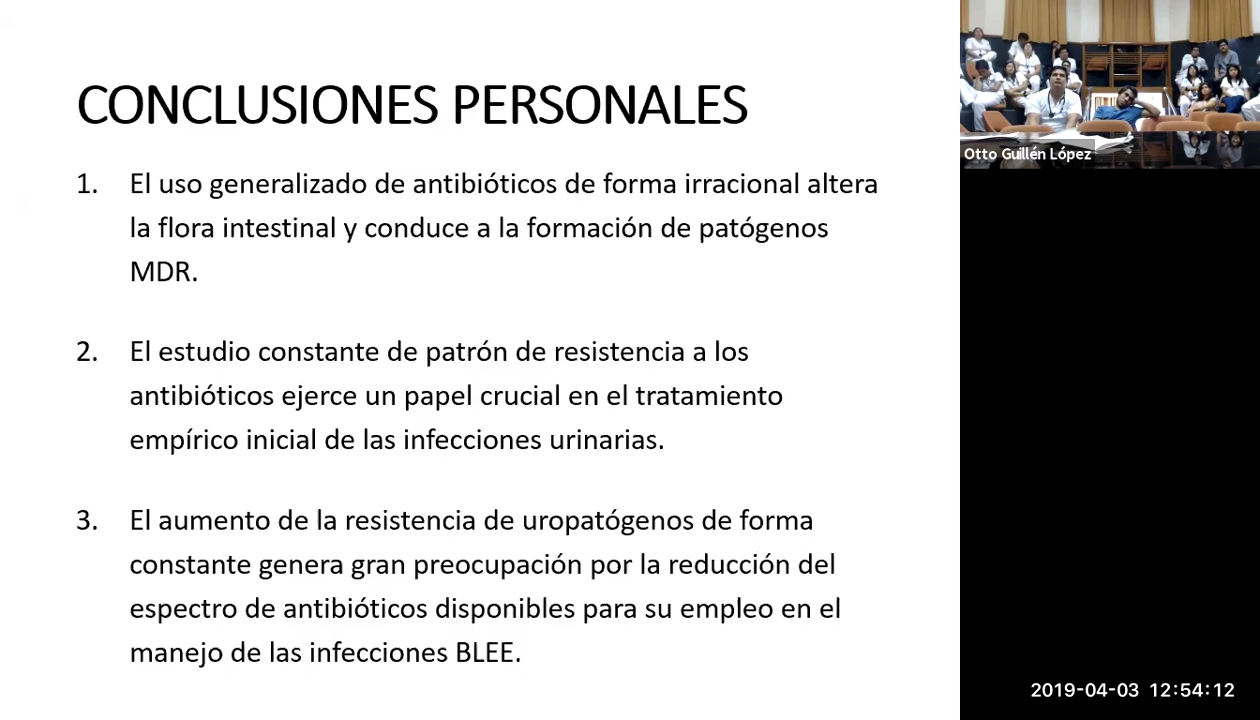 CONCLUSIONES PERSONALES
1. El uso generalizado de antibióticos de forma irracional altera
la flora intestinal y conduce a la formación de patógenos
MDR.
2. El estudio constante de patrón de resistencia a los
antibióticos ejerce un papel crucial en el tratamiento
empírico inicial de las infecciones urinarias.
3. El aumento de la resistencia de uropatógenos de forma
constante genera gran preocupación por la reducción del
espectro de antibióticos disponibles para su empleo en el
manejo de las infecciones BLEE.
Otto Guillén López
2019-04-03 12:54:12